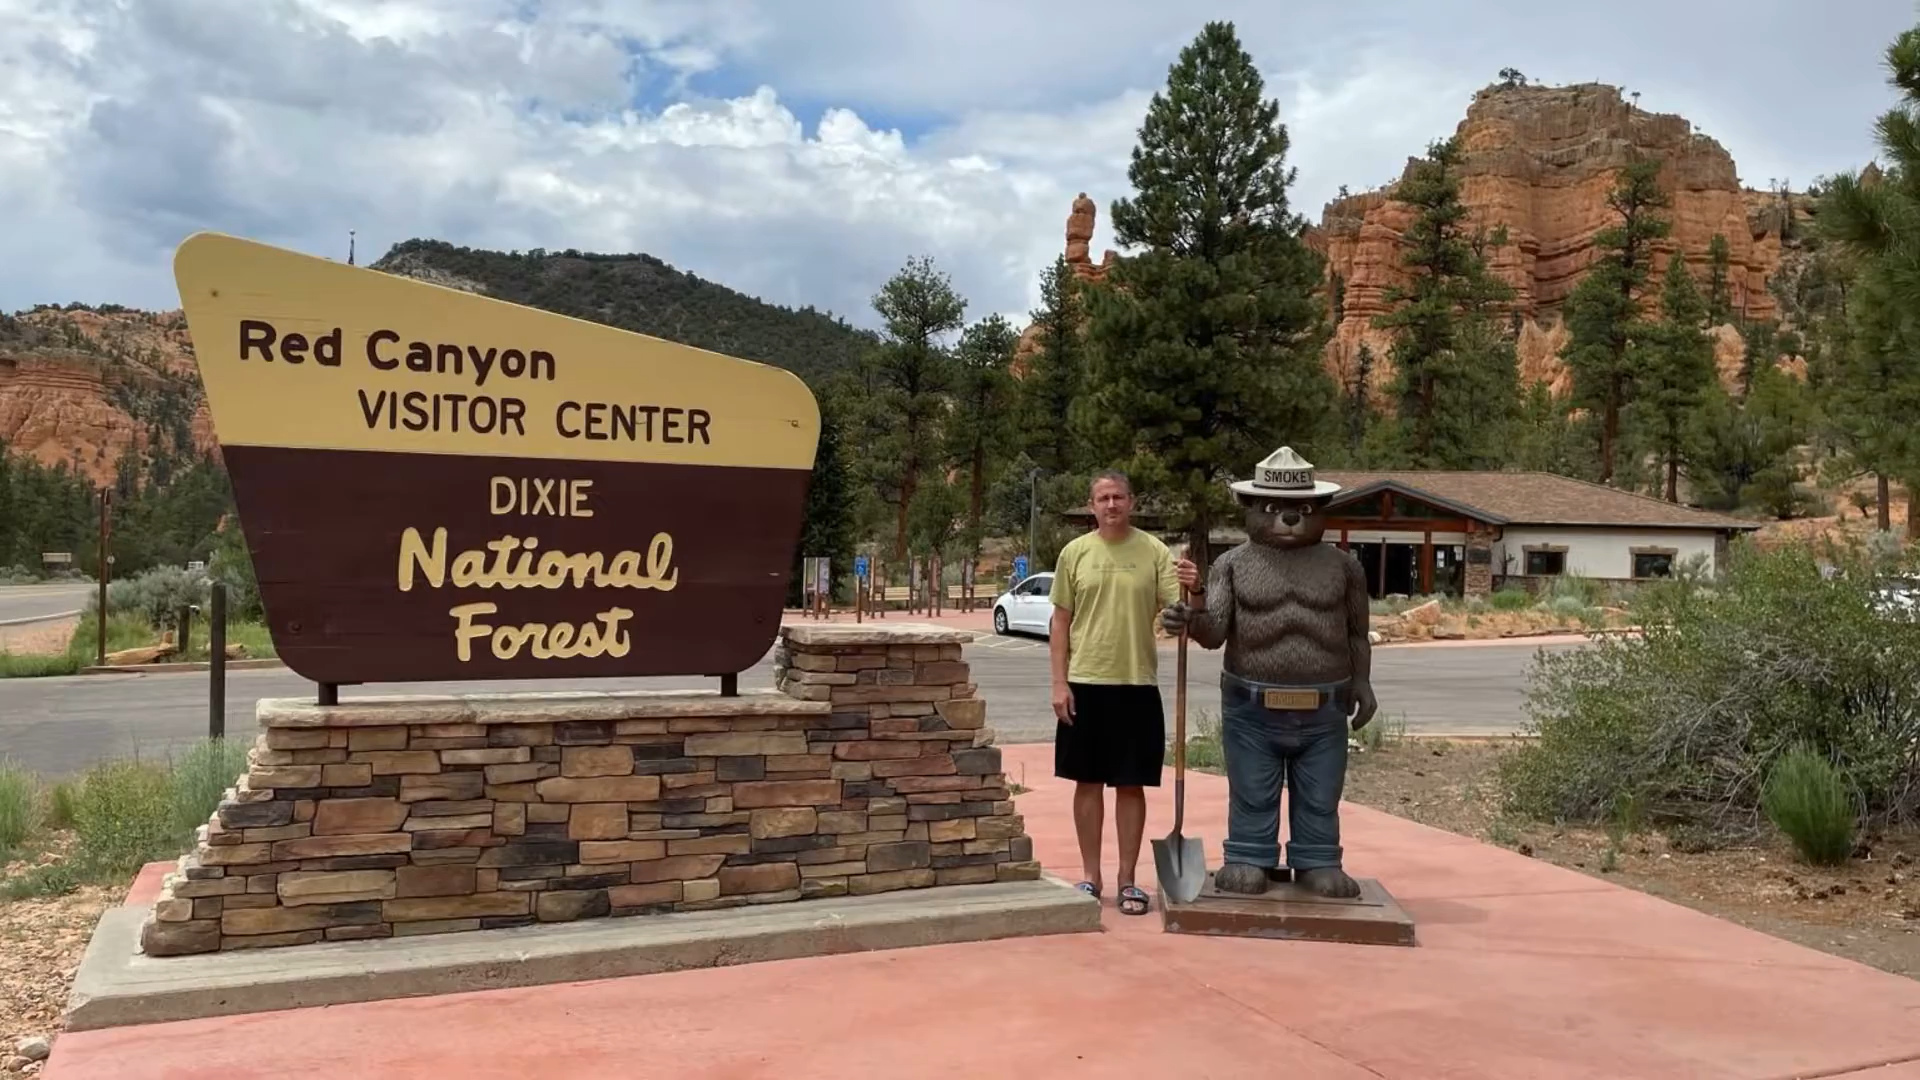 Red Canyon
VISITOR CENTER
DIXIE
National
Forest
SMOKEY